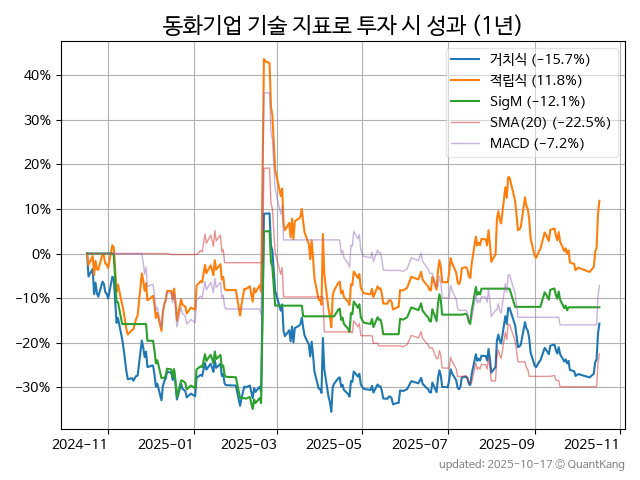 동화기업 기술 지표로 투자 시 성과 (1년)
거치식 (-15.7%)
적립식 (11.8%)
SigM (-12.1%)
SMA(20) (-22.5%)
MACD (-7.2%)
40%
30%
20%
10%
0%
−10%
−20%
−30%
2024-11
2025-01
2025-03
2025-05
2025-07
2025-09
2025-11
updated: 2025-10-17 © QuantKang